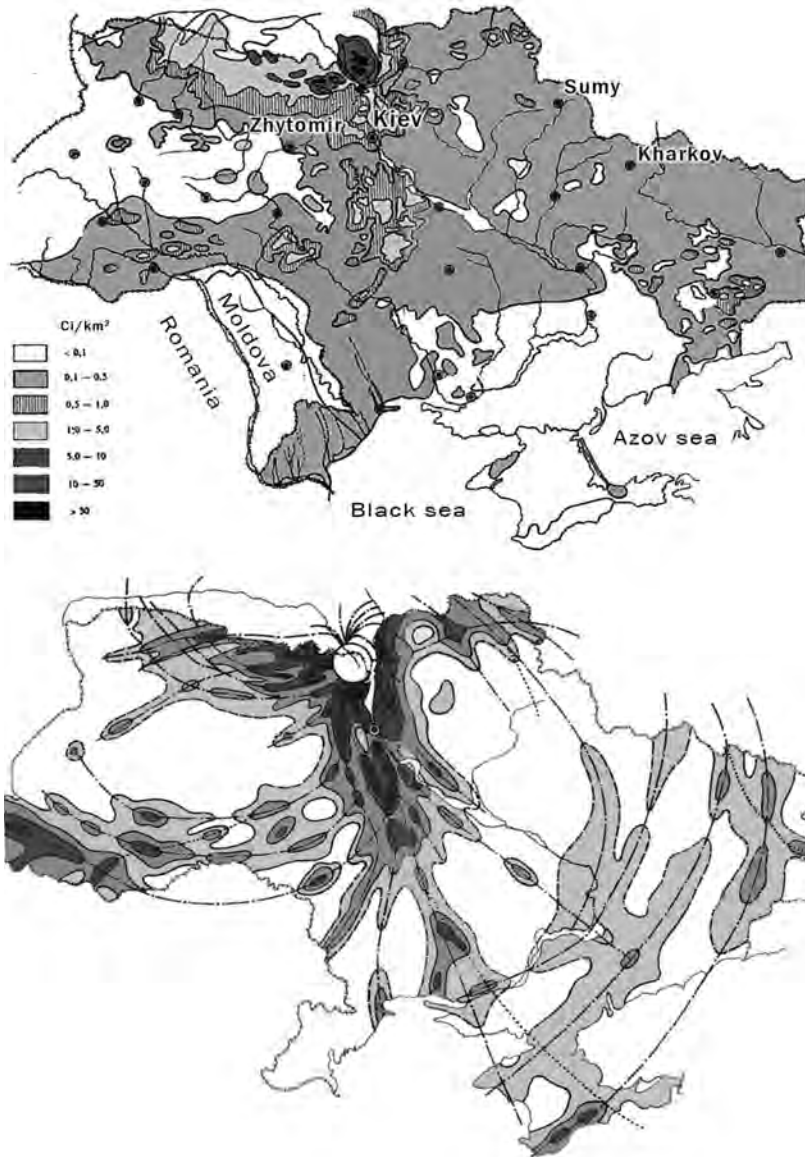 Sumy
Kiev
Zhytomir
Kharkov
Ci/km²
< 0,1
0,1 – 0,5
0,5 – 1,0
1,0 – 5,0
5,0 – 10
10 – 50
> 50
Moldova
Romania
Azov sea
Black sea